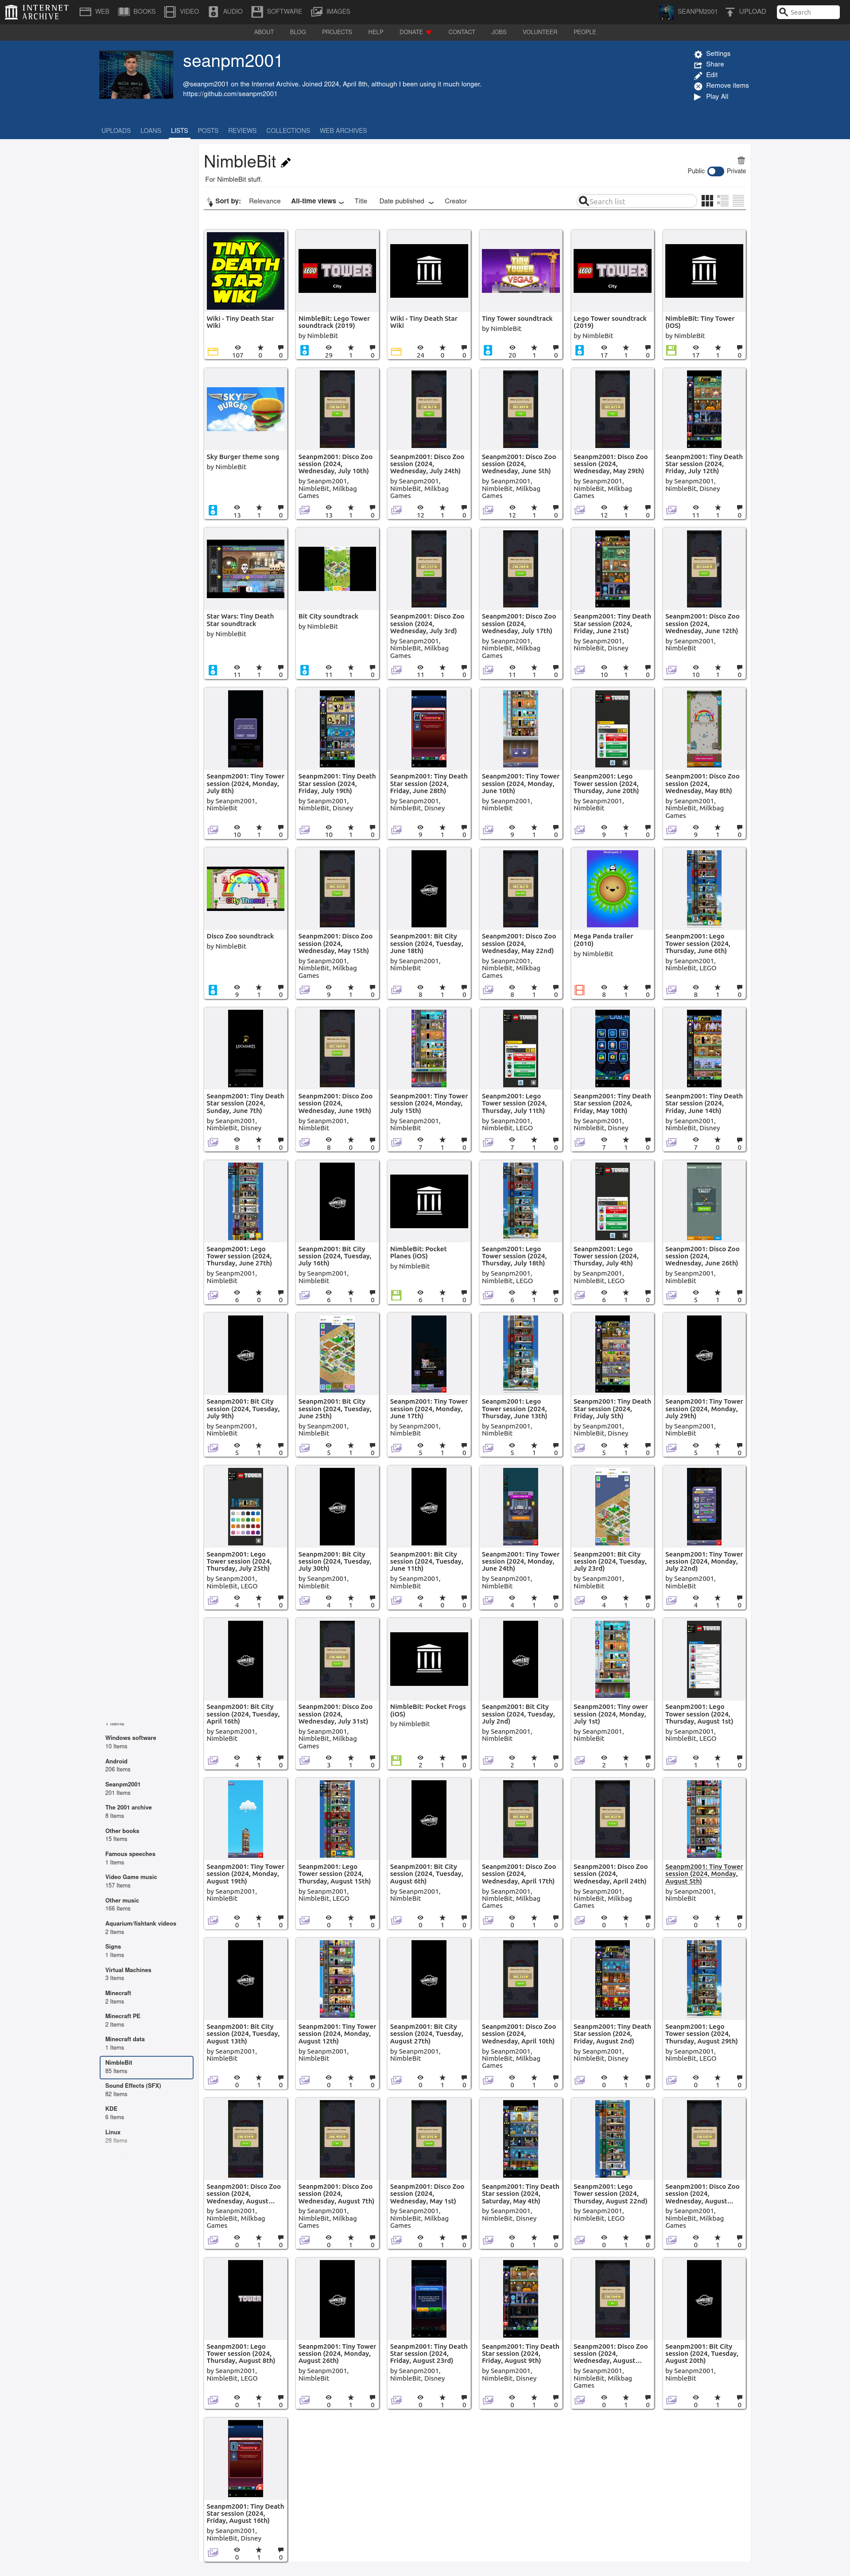 INTERNET
ARCHIVE
WEB BOOKS VIDEO AUDIO SOFTWARE IMAGES
SEANPM2001 UPLOAD Search
ABOUT BLOG PROJECTS HELP DONATE CONTACT JOBS VOLUNTEER PEOPLE
seanpm2001
@seanpm2001 on the Internet Archive. Joined 2024, April 8th, although I been using it much longer.
https://github.com/seanpm2001
Settings
Share
Edit
Remove items
Play All
UPLOADS LOANS LISTS POSTS REVIEWS COLLECTIONS WEB ARCHIVES
NimbleBit
For NimbleBit stuff.
Public Private
Sort by: Relevance All-time views Title Date published Creator
Search list
TINY
DEATH
STAR
WIKI
Wiki - Tiny Death Star
Wiki
107 0 0
LEGO TOWER
City
NimbleBit: Lego Tower
soundtrack (2019)
by NimbleBit
29 1 0
Wiki - Tiny Death Star
Wiki
24 0 0
TINY
TOWER
VEGAS
Tiny Tower soundtrack
by NimbleBit
20 1 0
LEGO TOWER
City
Lego Tower soundtrack
(2019)
by NimbleBit
17 1 0
NimbleBit: Tiny Tower
(iOS)
by NimbleBit
17 1 0
SKY
BURGER
Sky Burger theme song
by NimbleBit
13 1 0
Seanpm2001: Disco Zoo
session (2024,
Wednesday, July 10th)
by Seanpm2001,
NimbleBit, Milkbag
Games
13 1 0
Seanpm2001: Disco Zoo
session (2024,
Wednesday, July 24th)
by Seanpm2001,
NimbleBit, Milkbag
Games
12 1 0
Seanpm2001: Disco Zoo
session (2024,
Wednesday, June 5th)
by Seanpm2001,
NimbleBit, Milkbag
Games
12 1 0
Seanpm2001: Disco Zoo
session (2024,
Wednesday, May 29th)
by Seanpm2001,
NimbleBit, Milkbag
Games
12 1 0
Seanpm2001: Tiny Death
Star session (2024,
Friday, July 12th)
by Seanpm2001,
NimbleBit, Disney
11 1 0
Star Wars: Tiny Death
Star soundtrack
by NimbleBit
11 1 0
Bit City soundtrack
by NimbleBit
11 1 0
Seanpm2001: Disco Zoo
session (2024,
Wednesday, July 3rd)
by Seanpm2001,
NimbleBit, Milkbag
Games
11 1 0
Seanpm2001: Disco Zoo
session (2024,
Wednesday, July 17th)
by Seanpm2001,
NimbleBit, Milkbag
Games
11 1 0
Seanpm2001: Tiny Death
Star session (2024,
Friday, June 21st)
by Seanpm2001,
NimbleBit, Disney
10 1 0
Seanpm2001: Disco Zoo
session (2024,
Wednesday, June 12th)
by Seanpm2001,
NimbleBit
10 1 0
Seanpm2001: Tiny Tower
session (2024, Monday,
July 8th)
by Seanpm2001,
NimbleBit
10 1 0
Seanpm2001: Tiny Death
Star session (2024,
Friday, July 19th)
by Seanpm2001,
NimbleBit, Disney
10 1 0
Seanpm2001: Tiny Death
Star session (2024,
Friday, June 28th)
by Seanpm2001,
NimbleBit, Disney
9 1 0
Seanpm2001: Tiny Tower
session (2024, Monday,
June 10th)
by Seanpm2001,
NimbleBit
9 1 0
Seanpm2001: Lego
Tower session (2024,
Thursday, June 20th)
by Seanpm2001,
NimbleBit
9 1 0
Seanpm2001: Disco Zoo
session (2024,
Wednesday, May 8th)
by Seanpm2001,
NimbleBit, Milkbag
Games
9 1 0
Disco Zoo soundtrack
by NimbleBit
9 1 0
Seanpm2001: Disco Zoo
session (2024,
Wednesday, May 15th)
by Seanpm2001,
NimbleBit, Milkbag
Games
9 1 0
Seanpm2001: Bit City
session (2024, Tuesday,
June 18th)
by Seanpm2001,
NimbleBit
8 1 0
Seanpm2001: Disco Zoo
session (2024,
Wednesday, May 22nd)
by Seanpm2001,
NimbleBit, Milkbag
Games
8 1 0
Mega Panda trailer
(2010)
by NimbleBit
8 1 0
Seanpm2001: Lego
Tower session (2024,
Thursday, June 6th)
by Seanpm2001,
NimbleBit, LEGO
8 1 0
Seanpm2001: Tiny Death
Star session (2024,
Sunday, June 7th)
by Seanpm2001,
NimbleBit, Disney
8 1 0
Seanpm2001: Disco Zoo
session (2024,
Wednesday, June 19th)
by Seanpm2001,
NimbleBit
8 0 0
Seanpm2001: Tiny Tower
session (2024, Monday,
July 15th)
by Seanpm2001,
NimbleBit
7 1 0
Seanpm2001: Lego
Tower session (2024,
Thursday, July 11th)
by Seanpm2001,
NimbleBit, LEGO
7 1 0
Seanpm2001: Tiny Death
Star session (2024,
Friday, May 10th)
by Seanpm2001,
NimbleBit, Disney
7 1 0
Seanpm2001: Tiny Death
Star session (2024,
Friday, June 14th)
by Seanpm2001,
NimbleBit, Disney
7 0 0
Seanpm2001: Lego
Tower session (2024,
Thursday, June 27th)
by Seanpm2001,
NimbleBit
6 0 0
Seanpm2001: Bit City
session (2024, Tuesday,
July 16th)
by Seanpm2001,
NimbleBit
6 1 0
NimbleBit: Pocket
Planes (iOS)
by NimbleBit
6 1 0
Seanpm2001: Lego
Tower session (2024,
Thursday, July 18th)
by Seanpm2001,
NimbleBit, LEGO
6 1 0
Seanpm2001: Lego
Tower session (2024,
Thursday, July 4th)
by Seanpm2001,
NimbleBit, LEGO
6 1 0
Seanpm2001: Disco Zoo
session (2024,
Wednesday, June 26th)
by Seanpm2001,
NimbleBit
5 1 0
Seanpm2001: Bit City
session (2024, Tuesday,
July 9th)
by Seanpm2001,
NimbleBit
5 1 0
Seanpm2001: Bit City
session (2024, Tuesday,
June 25th)
by Seanpm2001,
NimbleBit
5 1 0
Seanpm2001: Tiny Tower
session (2024, Monday,
June 17th)
by Seanpm2001,
NimbleBit
5 1 0
Seanpm2001: Lego
Tower session (2024,
Thursday, June 13th)
by Seanpm2001,
NimbleBit
5 1 0
Seanpm2001: Tiny Death
Star session (2024,
Friday, July 5th)
by Seanpm2001,
NimbleBit, Disney
5 1 0
Seanpm2001: Tiny Tower
session (2024, Monday,
July 29th)
by Seanpm2001,
NimbleBit
5 1 0
Seanpm2001: Lego
Tower session (2024,
Thursday, July 25th)
by Seanpm2001,
NimbleBit, LEGO
4 1 0
Seanpm2001: Bit City
session (2024, Tuesday,
July 30th)
by Seanpm2001,
NimbleBit
4 1 0
Seanpm2001: Bit City
session (2024, Tuesday,
June 11th)
by Seanpm2001,
NimbleBit
4 0 0
Seanpm2001: Tiny Tower
session (2024, Monday,
June 24th)
by Seanpm2001,
NimbleBit
4 1 0
Seanpm2001: Bit City
session (2024, Tuesday,
July 23rd)
by Seanpm2001,
NimbleBit
4 1 0
Seanpm2001: Tiny Tower
session (2024, Monday,
July 22nd)
by Seanpm2001,
NimbleBit
4 1 0
Seanpm2001: Bit City
session (2024, Tuesday,
April 16th)
by Seanpm2001,
NimbleBit
4 1 0
Seanpm2001: Disco Zoo
session (2024,
Wednesday, July 31st)
by Seanpm2001,
NimbleBit, Milkbag
Games
3 1 0
NimbleBit: Pocket Frogs
(iOS)
by NimbleBit
2 1 0
Seanpm2001: Bit City
session (2024, Tuesday,
July 2nd)
by Seanpm2001,
NimbleBit
2 1 0
Seanpm2001: Tiny ower
session (2024, Monday,
July 1st)
by Seanpm2001,
NimbleBit
2 1 0
Seanpm2001: Lego
Tower session (2024,
Thursday, August 1st)
by Seanpm2001,
NimbleBit, LEGO
1 1 0
Seanpm2001: Tiny Tower
session (2024, Monday,
August 19th)
by Seanpm2001,
NimbleBit
0 1 0
Seanpm2001: Lego
Tower session (2024,
Thursday, August 15th)
by Seanpm2001,
NimbleBit, LEGO
0 1 0
Seanpm2001: Bit City
session (2024, Tuesday,
August 6th)
by Seanpm2001,
NimbleBit
0 1 0
Seanpm2001: Disco Zoo
session (2024,
Wednesday, April 17th)
by Seanpm2001,
NimbleBit, Milkbag
Games
0 1 0
Seanpm2001: Disco Zoo
session (2024,
Wednesday, April 24th)
by Seanpm2001,
NimbleBit, Milkbag
Games
0 1 0
Seanpm2001: Tiny Tower
session (2024, Monday,
August 5th)
by Seanpm2001,
NimbleBit
0 1 0
Seanpm2001: Bit City
session (2024, Tuesday,
August 13th)
by Seanpm2001,
NimbleBit
0 1 0
Seanpm2001: Tiny Tower
session (2024, Monday,
August 12th)
by Seanpm2001,
NimbleBit
0 1 0
Seanpm2001: Bit City
session (2024, Tuesday,
August 27th)
by Seanpm2001,
NimbleBit
0 1 0
Seanpm2001: Disco Zoo
session (2024,
Wednesday, April 10th)
by Seanpm2001,
NimbleBit, Milkbag
Games
0 1 0
Seanpm2001: Tiny Death
Star session (2024,
Friday, August 2nd)
by Seanpm2001,
NimbleBit, Disney
0 1 0
Seanpm2001: Lego
Tower session (2024,
Thursday, August 29th)
by Seanpm2001,
NimbleBit, LEGO
0 1 0
Seanpm2001: Disco Zoo
session (2024,
Wednesday, August...
by Seanpm2001,
NimbleBit, Milkbag
Games
0 1 0
Seanpm2001: Disco Zoo
session (2024,
Wednesday, August 7th)
by Seanpm2001,
NimbleBit, Milkbag
Games
0 1 0
Seanpm2001: Disco Zoo
session (2024,
Wednesday, May 1st)
by Seanpm2001,
NimbleBit, Milkbag
Games
0 1 0
Seanpm2001: Tiny Death
Star session (2024,
Saturday, May 4th)
by Seanpm2001,
NimbleBit, Disney
0 1 0
Seanpm2001: Lego
Tower session (2024,
Thursday, August 22nd)
by Seanpm2001,
NimbleBit, LEGO
0 1 0
Seanpm2001: Disco Zoo
session (2024,
Wednesday, August...
by Seanpm2001,
NimbleBit, Milkbag
Games
0 1 0
TOWER
Seanpm2001: Lego
Tower session (2024,
Thursday, August 8th)
by Seanpm2001,
NimbleBit, LEGO
0 1 0
Seanpm2001: Tiny Tower
session (2024, Monday,
August 26th)
by Seanpm2001,
NimbleBit
0 1 0
Seanpm2001: Tiny Death
Star session (2024,
Friday, August 23rd)
by Seanpm2001,
NimbleBit, Disney
0 1 0
Seanpm2001: Tiny Death
Star session (2024,
Friday, August 9th)
by Seanpm2001,
NimbleBit, Disney
0 1 0
Seanpm2001: Disco Zoo
session (2024,
Wednesday, August...
by Seanpm2001,
NimbleBit, Milkbag
Games
0 1 0
Seanpm2001: Bit City
session (2024, Tuesday,
August 20th)
by Seanpm2001,
NimbleBit
0 1 0
Seanpm2001: Tiny Death
Star session (2024,
Friday, August 16th)
by Seanpm2001,
NimbleBit, Disney
0 1 0
Windows software
10 Items
Android
206 Items
Seanpm2001
201 Items
The 2001 archive
8 Items
Other books
15 Items
Famous speeches
1 Items
Video Game music
157 Items
Other music
166 Items
Aquarium/fishtank videos
2 Items
Signs
1 Items
Virtual Machines
3 Items
Minecraft
2 Items
Minecraft PE
2 Items
Minecraft data
1 Items
NimbleBit
85 Items
Sound Effects (SFX)
82 Items
KDE
6 Items
Linux
28 Items